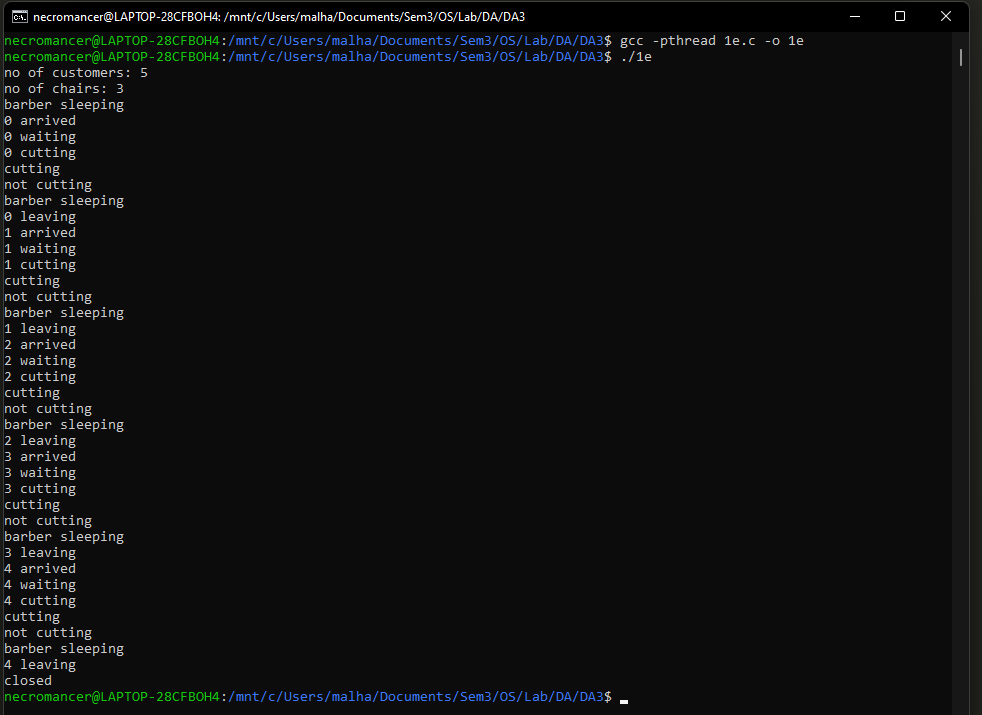 necromancer@LAPTOP-28CFBOH4: /mnt/c/Users/malha/Documents/Sem3/OS/Lab/DA/DA3
necromancer@LAPTOP-28CFBOH4:/mnt/c/Users/malha/Documents/Sem3/OS/Lab/DA/DA3$ gcc -pthread 1e.c -o 1e
necromancer@LAPTOP-28CFBOH4:/mnt/c/Users/malha/Documents/Sem3/OS/Lab/DA/DA3$ ./1e
no of customers: 5
no of chairs: 3
barber sleeping
0 arrived
0 waiting
0 cutting
cutting
not cutting
barber sleeping
0 leaving
1 arrived
1 waiting
1 cutting
cutting
not cutting
barber sleeping
1 leaving
2 arrived
2 waiting
2 cutting
cutting
not cutting
barber sleeping
2 leaving
3 arrived
3 waiting
3 cutting
cutting
not cutting
barber sleeping
3 leaving
4 arrived
4 waiting
4 cutting
cutting
not cutting
barber sleeping
4 leaving
closed
necromancer@LAPTOP-28CFBOH4:/mnt/c/Users/malha/Documents/Sem3/OS/Lab/DA/DA3$